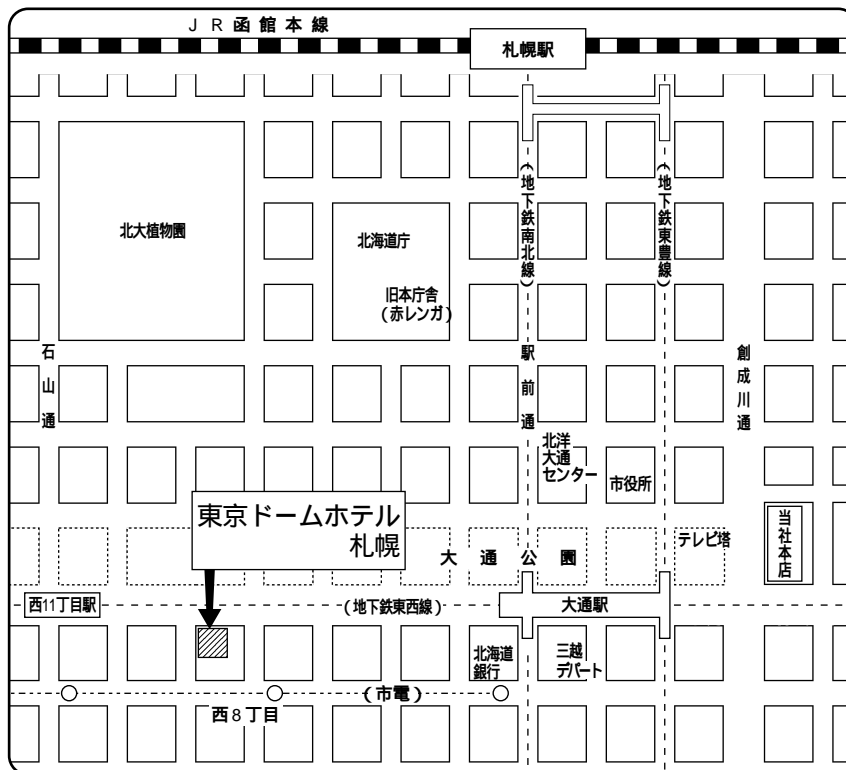 ＪＲ函館本線
札幌駅
（地下鉄南北線）
（地下鉄東豊線）
北大植物園
北海道庁
旧本庁舎
（赤レンガ）
石山通
駅前通
創成川通
北洋
大通
センター
市役所
東京ドームホテル
札幌
大通公園
テレビ塔
当社本店
西11丁目駅
（地下鉄東西線）
大通駅
北海道
銀行
三越
デパート
（市電）
西８丁目